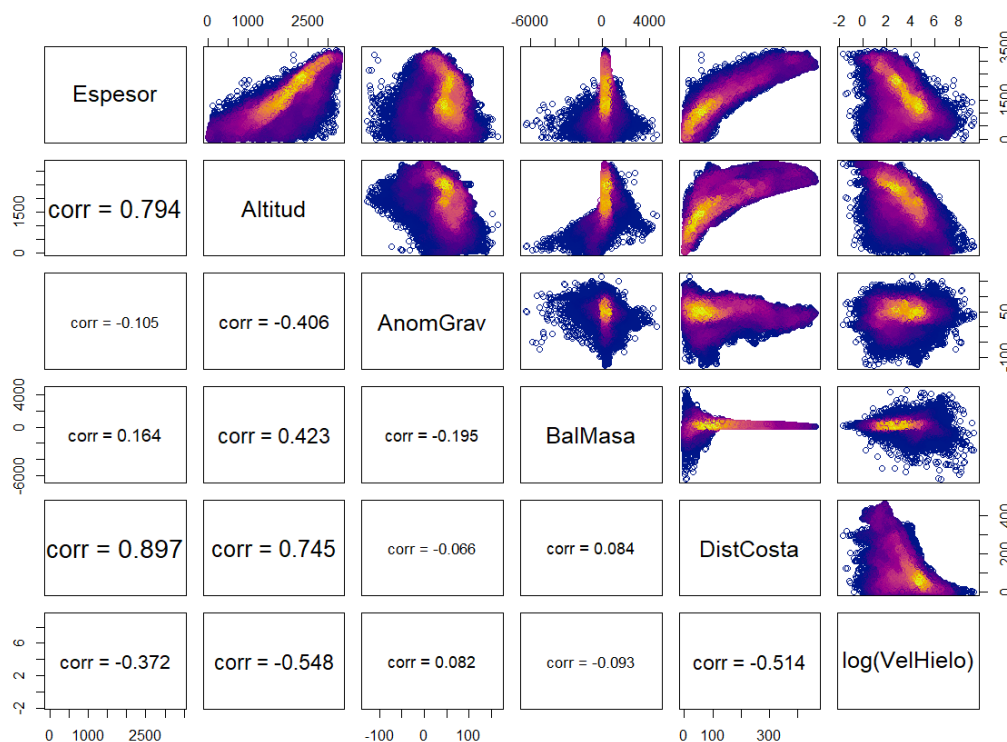 0 2500
-6000 0 4000
-2 0 2 4 6 8
Espesor
0 1500 3500
corr = 0.794
Altitud
0 1500
corr = -0.105
corr = -0.406
AnomGrav
-100 50
corr = 0.164
corr = 0.423
corr = -0.195
BalMasa
-6000 0 4000
corr = 0.897
corr = 0.745
corr = -0.066
corr = 0.084
DistCosta
0 200 400
corr = -0.372
corr = -0.548
corr = 0.082
corr = -0.093
corr = -0.514
log(VelHielo)
-2 2 6
0 1000 3500
-100 0 100
0 100 300